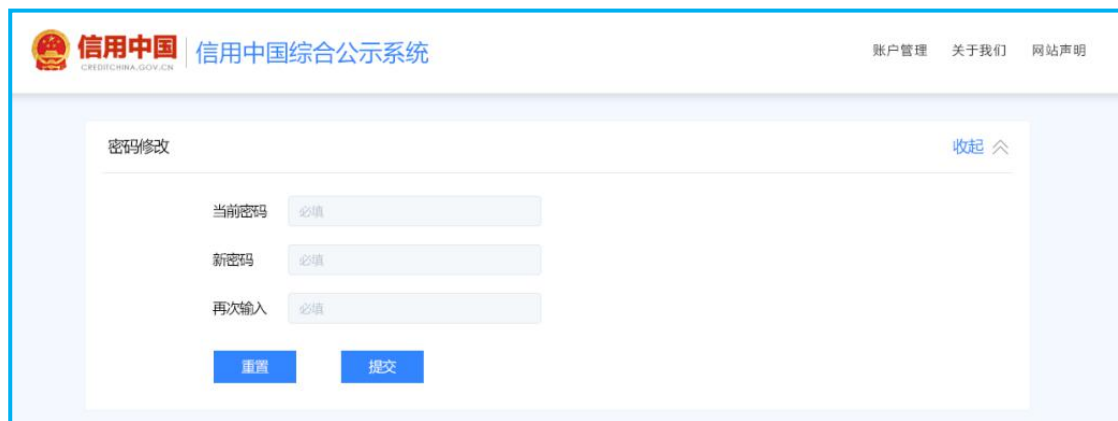 信用中国 信用中国综合公示系统 账户管理 关于我们 网站声明
CREDITCHINA.GOV.CN
密码修改 收起
当前密码 必填
新密码 必填
再次输入 必填
重置 提交